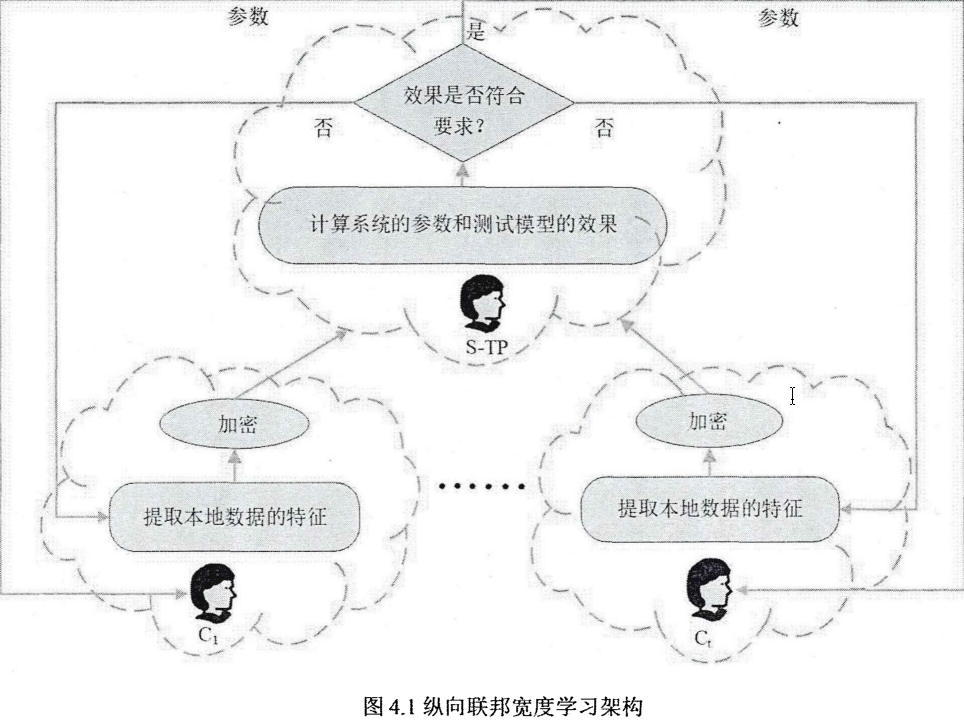 参数
参数
是
效果是否符合
要求？
否
否
计算系统的参数和测试模型的效果
S-TP
加密
加密
提取本地数据的特征
······
提取本地数据的特征
C₁
Cₜ
图 4.1 纵向联邦宽度学习架构